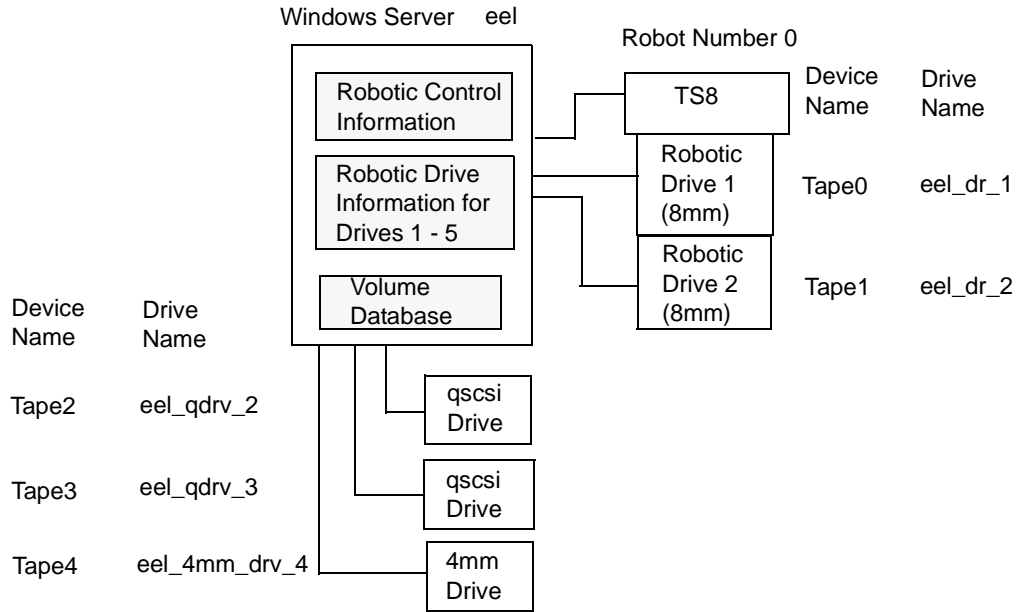 Windows Server eel
Robot Number 0
Robotic Control
Information
Robotic Drive
Information for
Drives 1 - 5
Volume
Database
TS8
Device
Name
Drive
Name
Robotic
Drive 1
(8mm)
Tape0 eel_dr_1
Robotic
Drive 2
(8mm)
Tape1 eel_dr_2
Device
Name
Drive
Name
Tape2 eel_qdrv_2
qscsi
Drive
Tape3 eel_qdrv_3
qscsi
Drive
Tape4 eel_4mm_drv_4
4mm
Drive